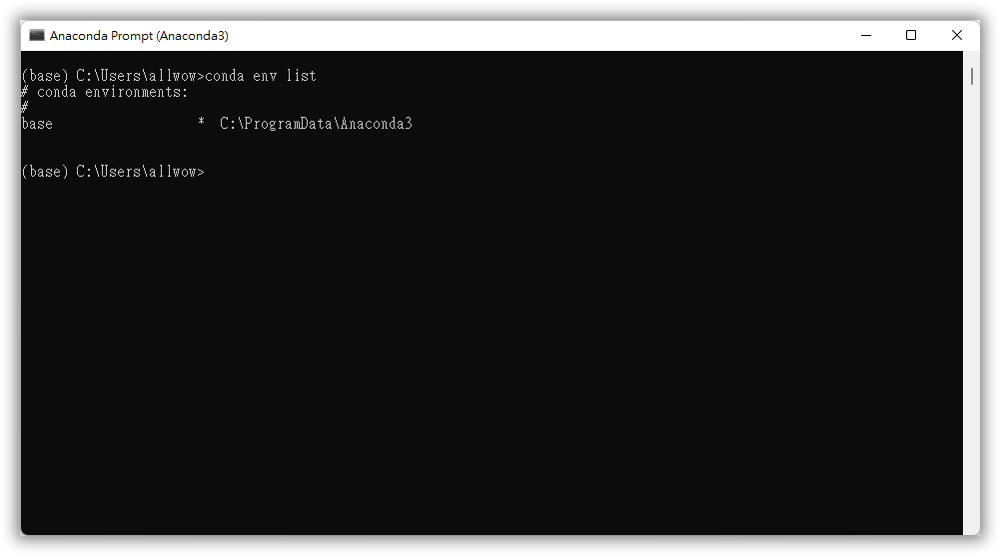 Anaconda Prompt (Anaconda3)
(base) C:\Users\allwow>conda env list
# conda environments:
#
base                  *  C:\ProgramData\Anaconda3
(base) C:\Users\allwow>